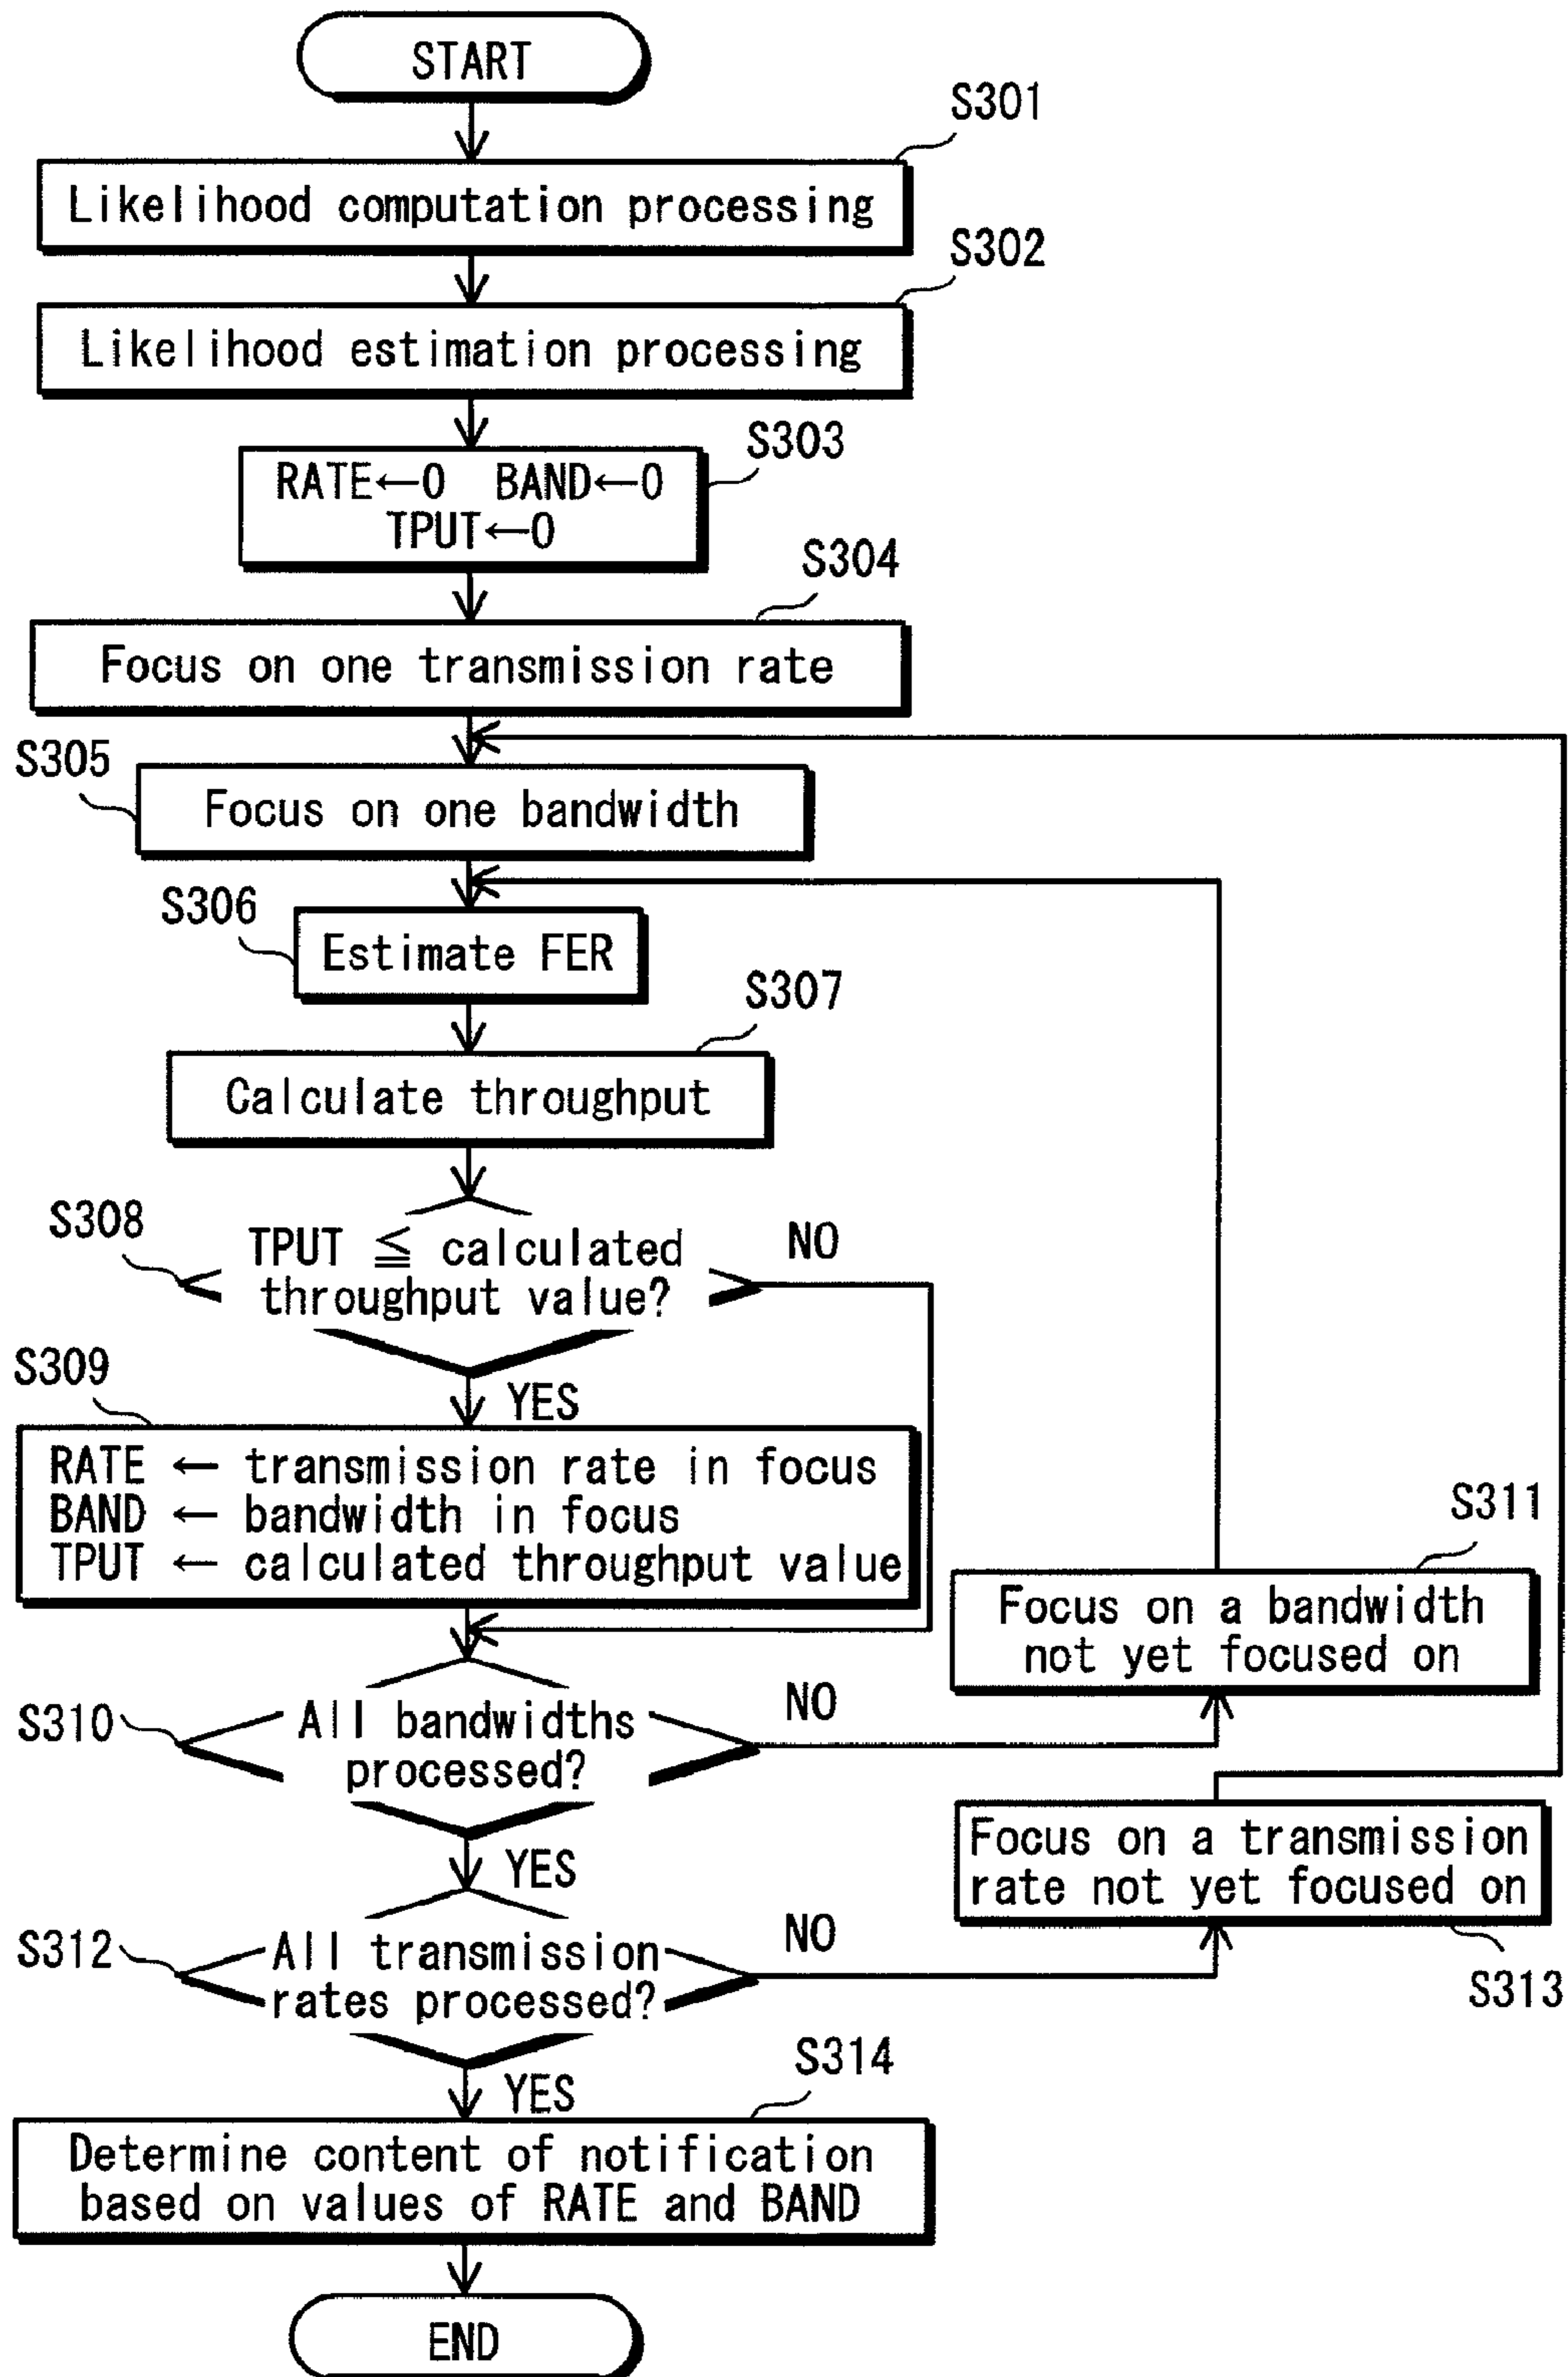 START
S301
Likelihood computation processing
S302
Likelihood estimation processing
S303
RATE←0 BAND←0
TPUT←0
S304
Focus on one transmission rate
S305
Focus on one bandwidth
S306
Estimate FER
S307
Calculate throughput
S308
TPUT ≦ calculated
throughput value?
NO
YES
S309
RATE ← transmission rate in focus
BAND ← bandwidth in focus
TPUT ← calculated throughput value
S310
All bandwidths
processed?
NO
S311
Focus on a bandwidth
not yet focused on
YES
S312
All transmission
rates processed?
NO
Focus on a transmission
rate not yet focused on
S313
YES
S314
Determine content of notification
based on values of RATE and BAND
END